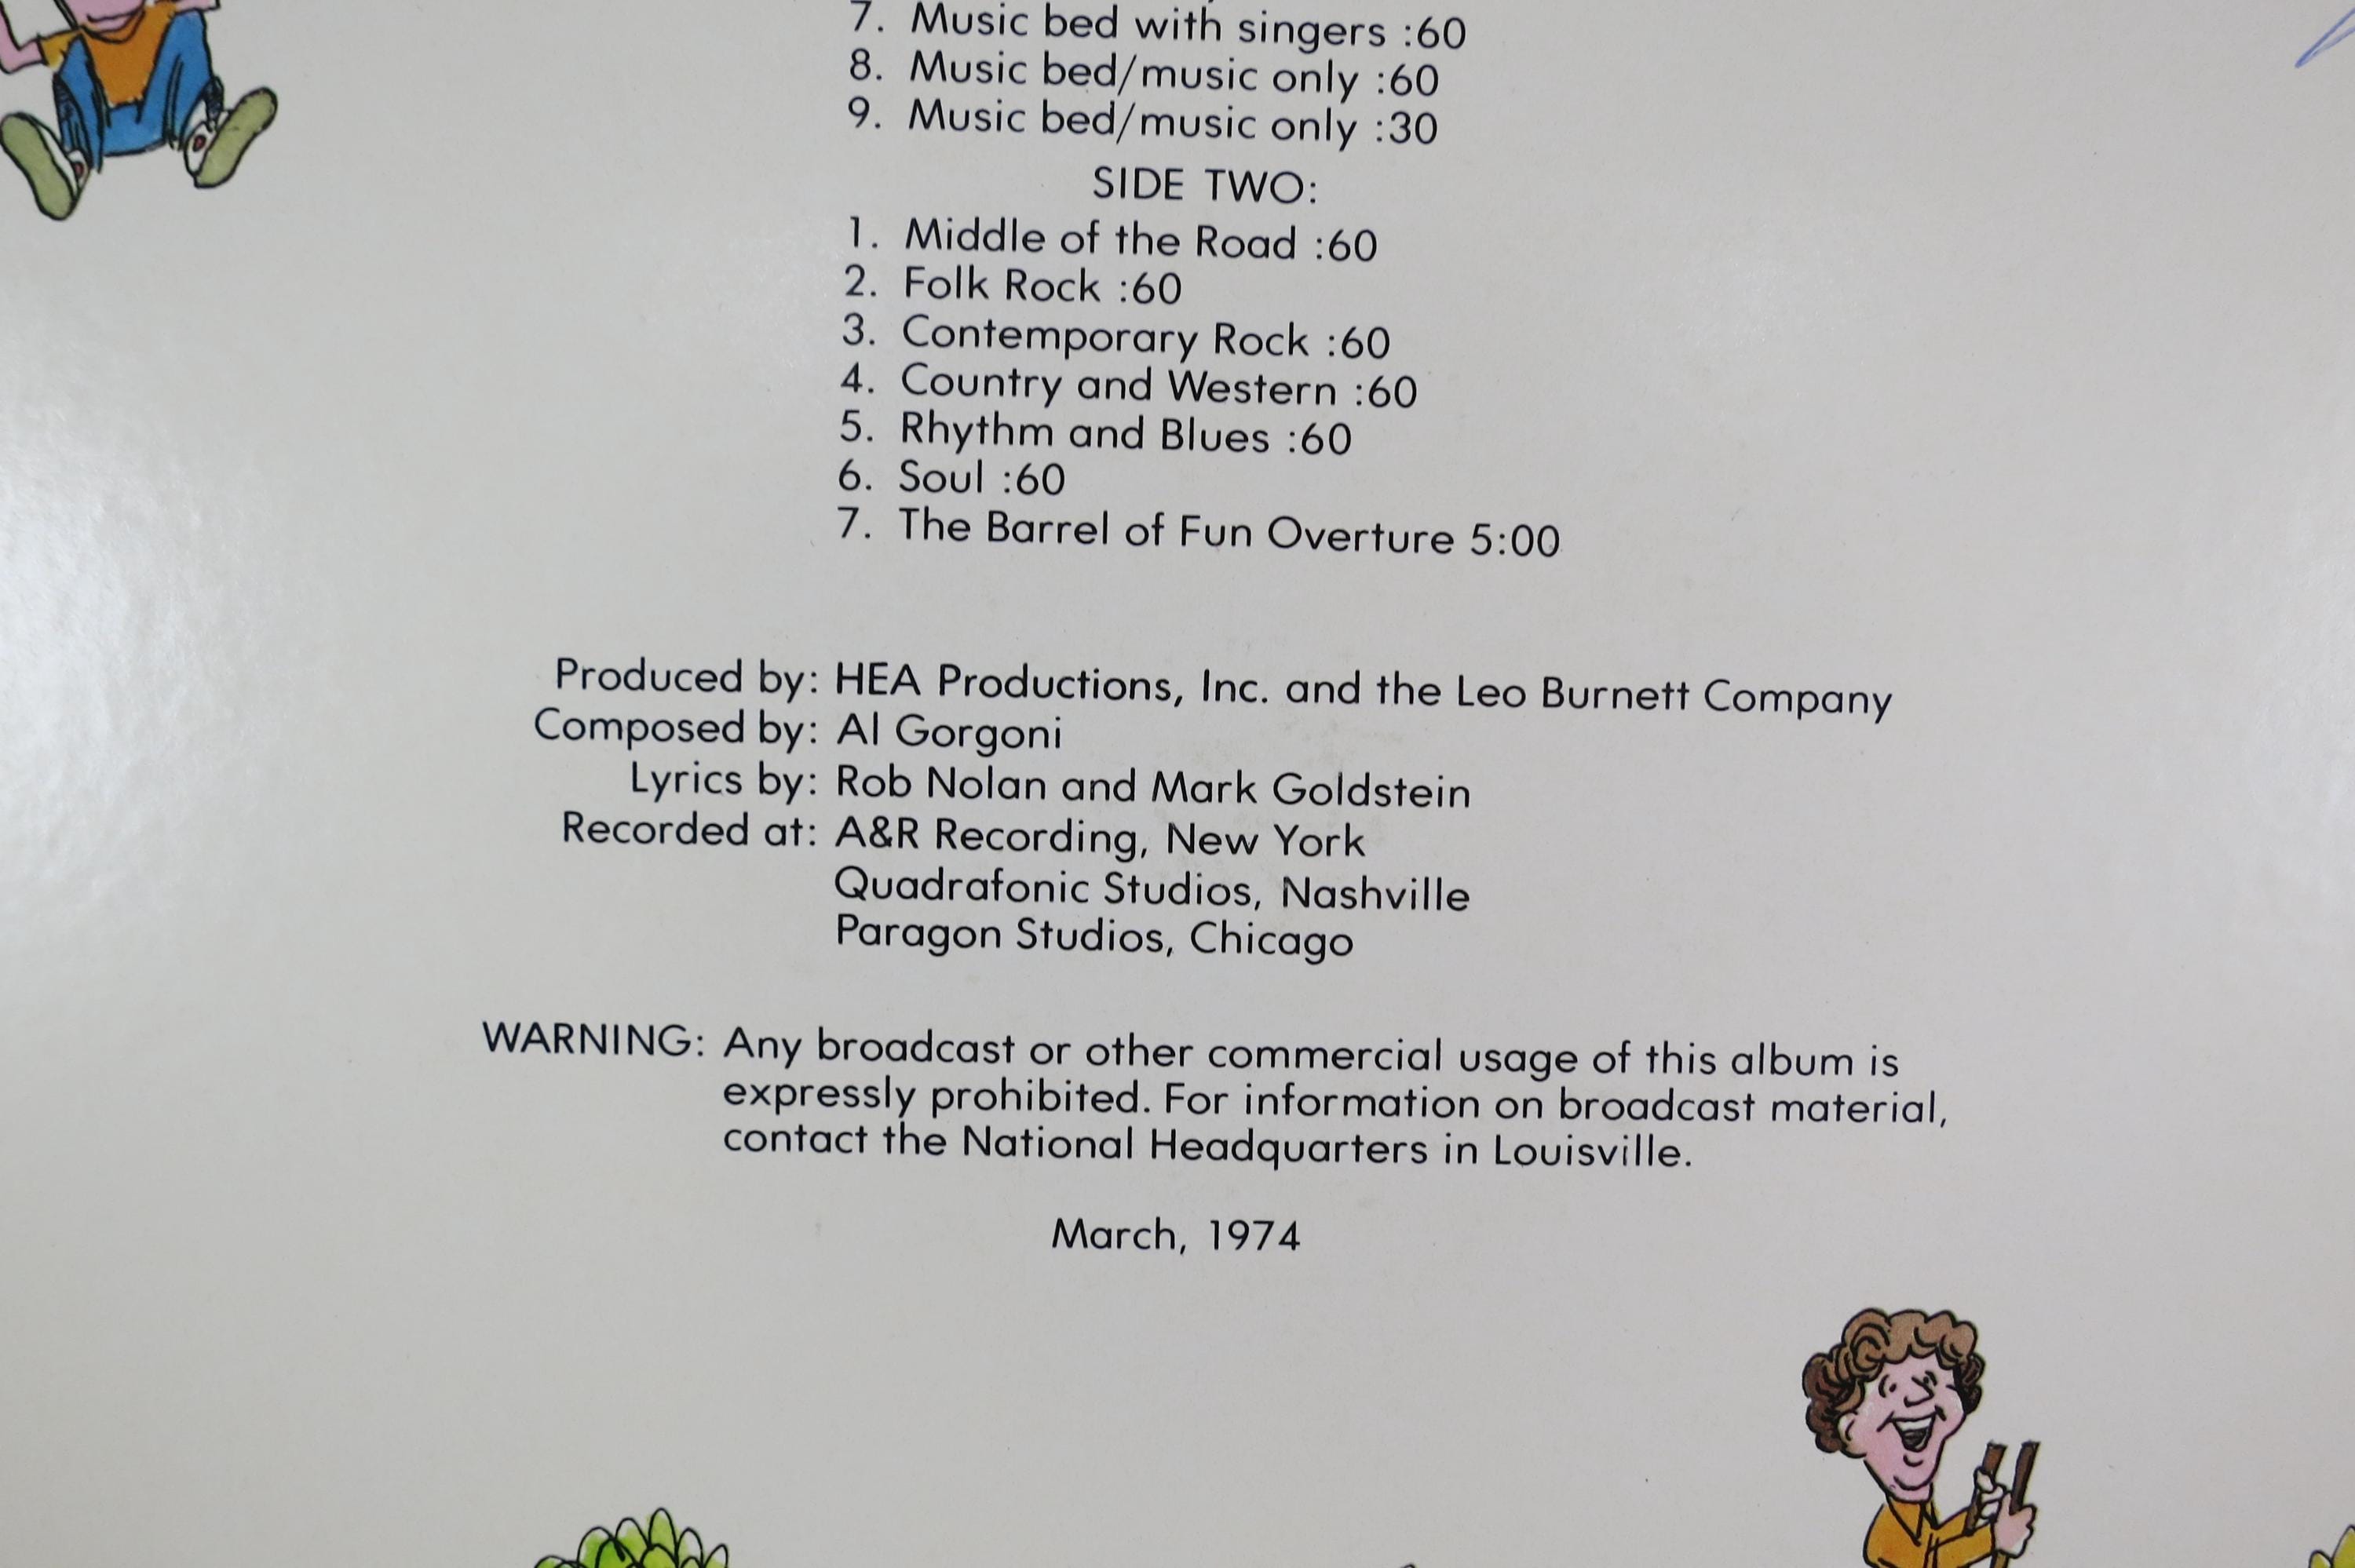 7. Music bed with singers :60
8. Music bed/music only :60
9. Music bed/music only :30
SIDE TWO:
1. Middle of the Road :60
2. Folk Rock :60
3. Contemporary Rock :60
4. Country and Western :60
5. Rhythm and Blues :60
6. Soul :60
7. The Barrel of Fun Overture 5:00
Produced by: HEA Productions, Inc. and the Leo Burnett Company
Composed by: Al Gorgoni
Lyrics by: Rob Nolan and Mark Goldstein
Recorded at: A&R Recording, New York
Quadrafonic Studios, Nashville
Paragon Studios, Chicago
WARNING: Any broadcast or other commercial usage of this album is
expressly prohibited. For information on broadcast material,
contact the National Headquarters in Louisville.
March, 1974